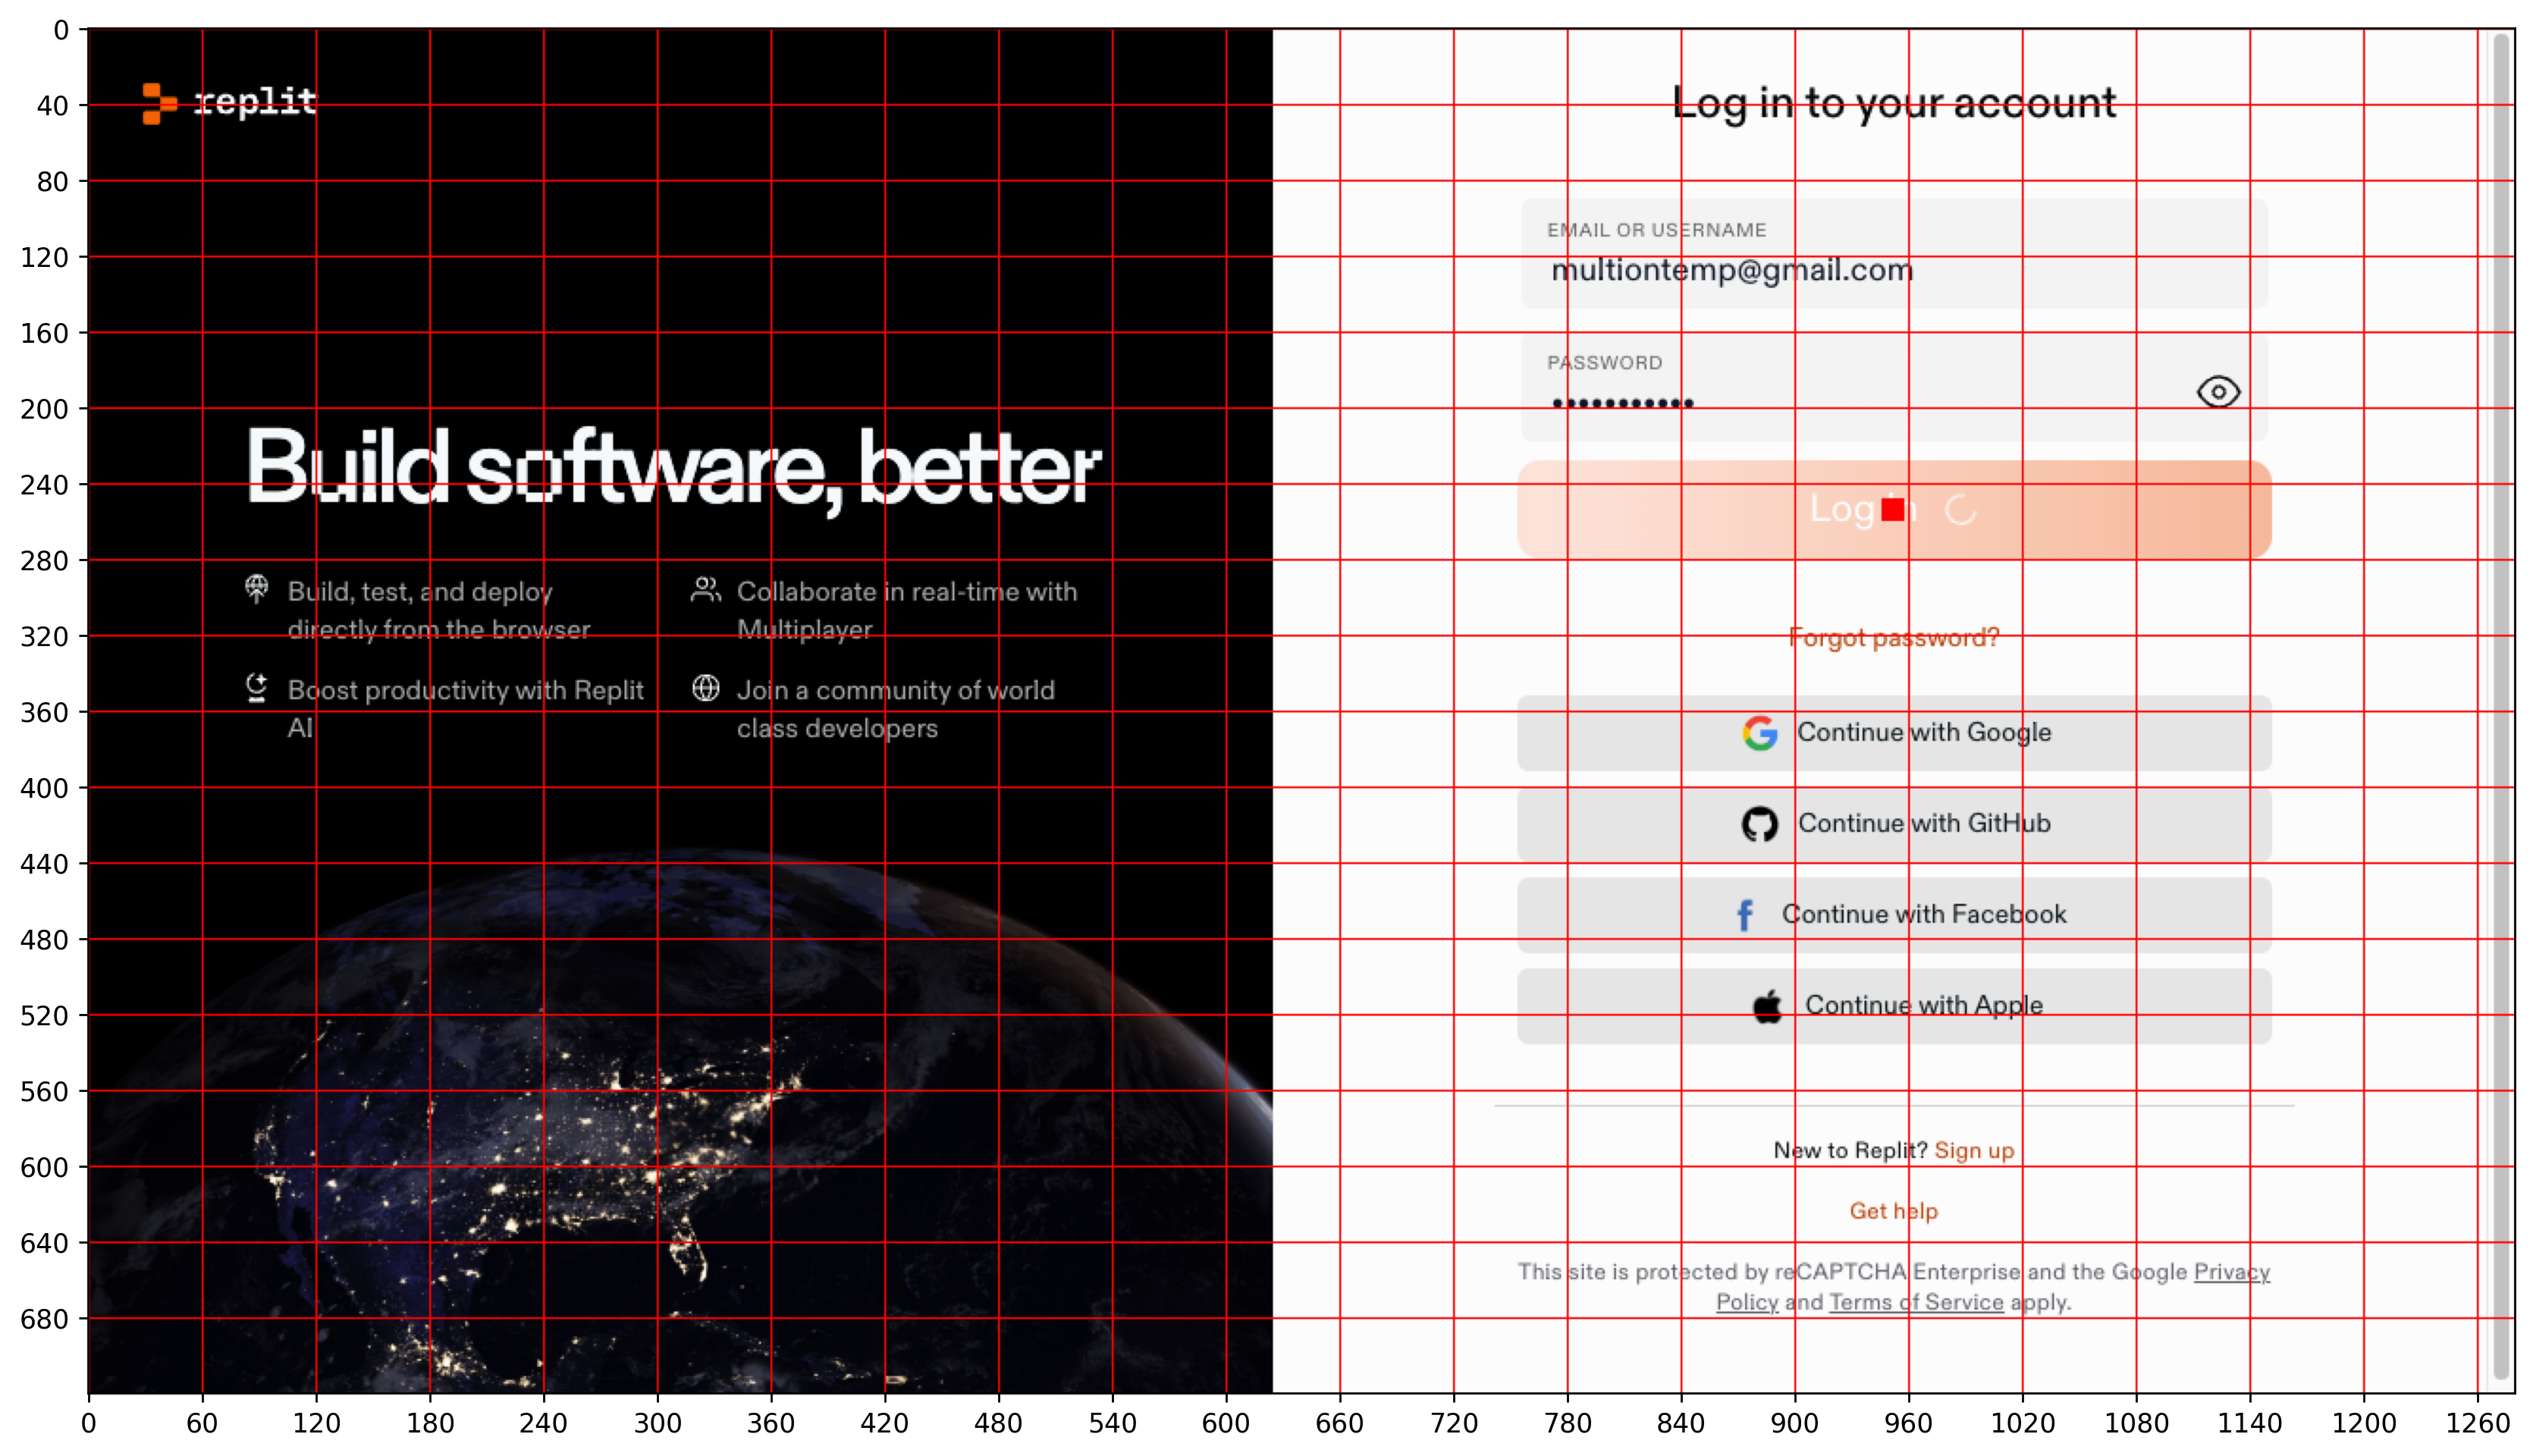 replit
Build software, better
Build, test, and deploy
directly from the browser
Collaborate in real-time with
Multiplayer
Boost productivity with Replit
AI
Join a community of world
class developers
Log in to your account
EMAIL OR USERNAME
multiontemp@gmail.com
PASSWORD
•••••••••••
Log in
Forgot password?
Continue with Google
Continue with GitHub
Continue with Facebook
Continue with Apple
New to Replit? Sign up
Get help
This site is protected by reCAPTCHA Enterprise and the Google Privacy
Policy and Terms of Service apply.
0
40
80
120
160
200
240
280
320
360
400
440
480
520
560
600
640
680
0 60 120 180 240 300 360 420 480 540 600 660 720 780 840 900 960 1020 1080 1140 1200 1260